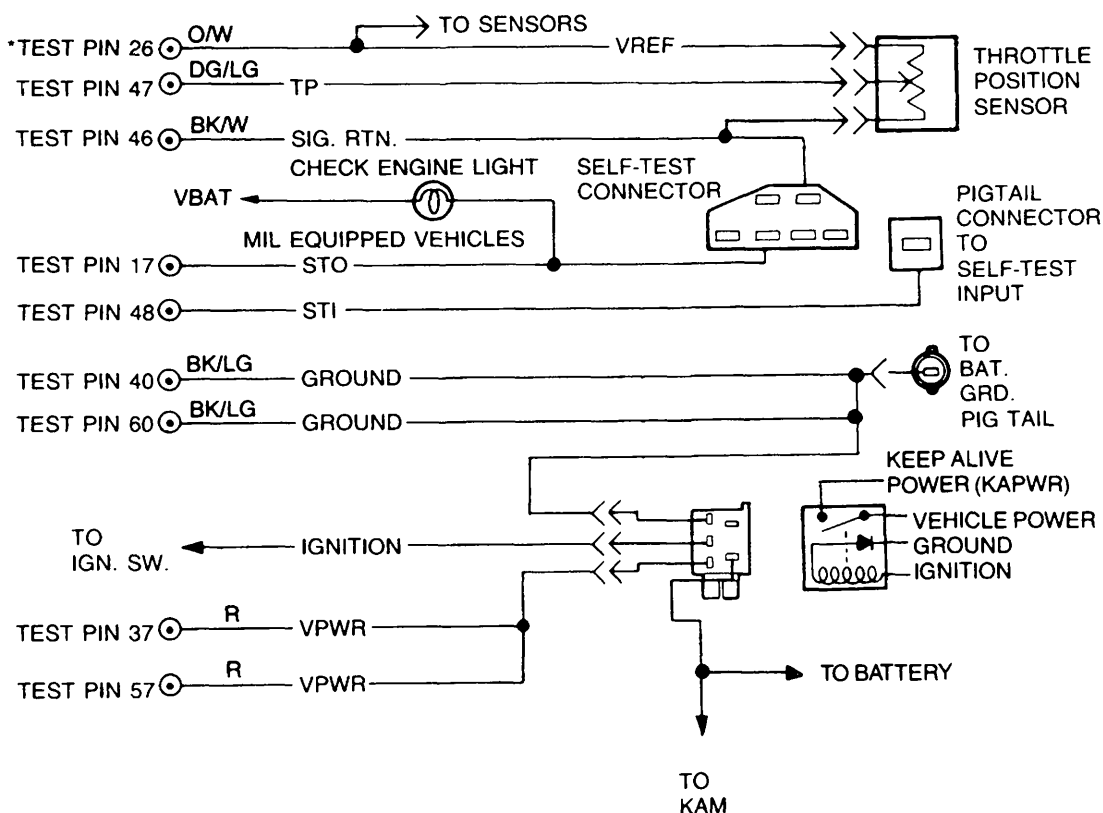 *TEST PIN 26 O/W TO SENSORS VREF
THROTTLE
POSITION
SENSOR
TEST PIN 47 DG/LG TP
TEST PIN 46 BK/W SIG. RTN.
CHECK ENGINE LIGHT
VBAT
MIL EQUIPPED VEHICLES
SELF-TEST
CONNECTOR
PIGTAIL
CONNECTOR
TO
SELF-TEST
INPUT
TEST PIN 17 STO
TEST PIN 48 STI
TEST PIN 40 BK/LG GROUND
TEST PIN 60 BK/LG GROUND
TO
BAT.
GRD.
PIG TAIL
KEEP ALIVE
POWER (KAPWR)
VEHICLE POWER
GROUND
IGNITION
TO
IGN. SW.
IGNITION
TEST PIN 37 R VPWR
TEST PIN 57 R VPWR
TO BATTERY
TO
KAM